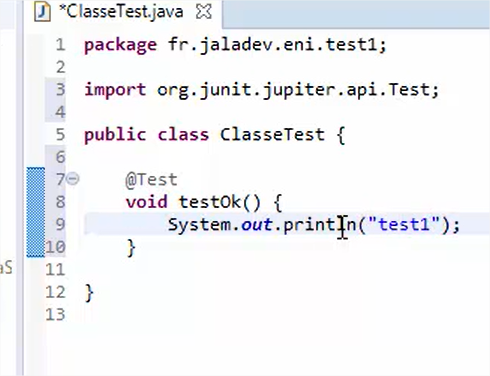 *ClasseTest.java
1 package fr.jaladev.eni.test1;
2
3 import org.junit.jupiter.api.Test;
4
5 public class ClasseTest {
6
7 @Test
8 void testOk() {
9 System.out.println("test1");
10 }
11
12 }
13
aS